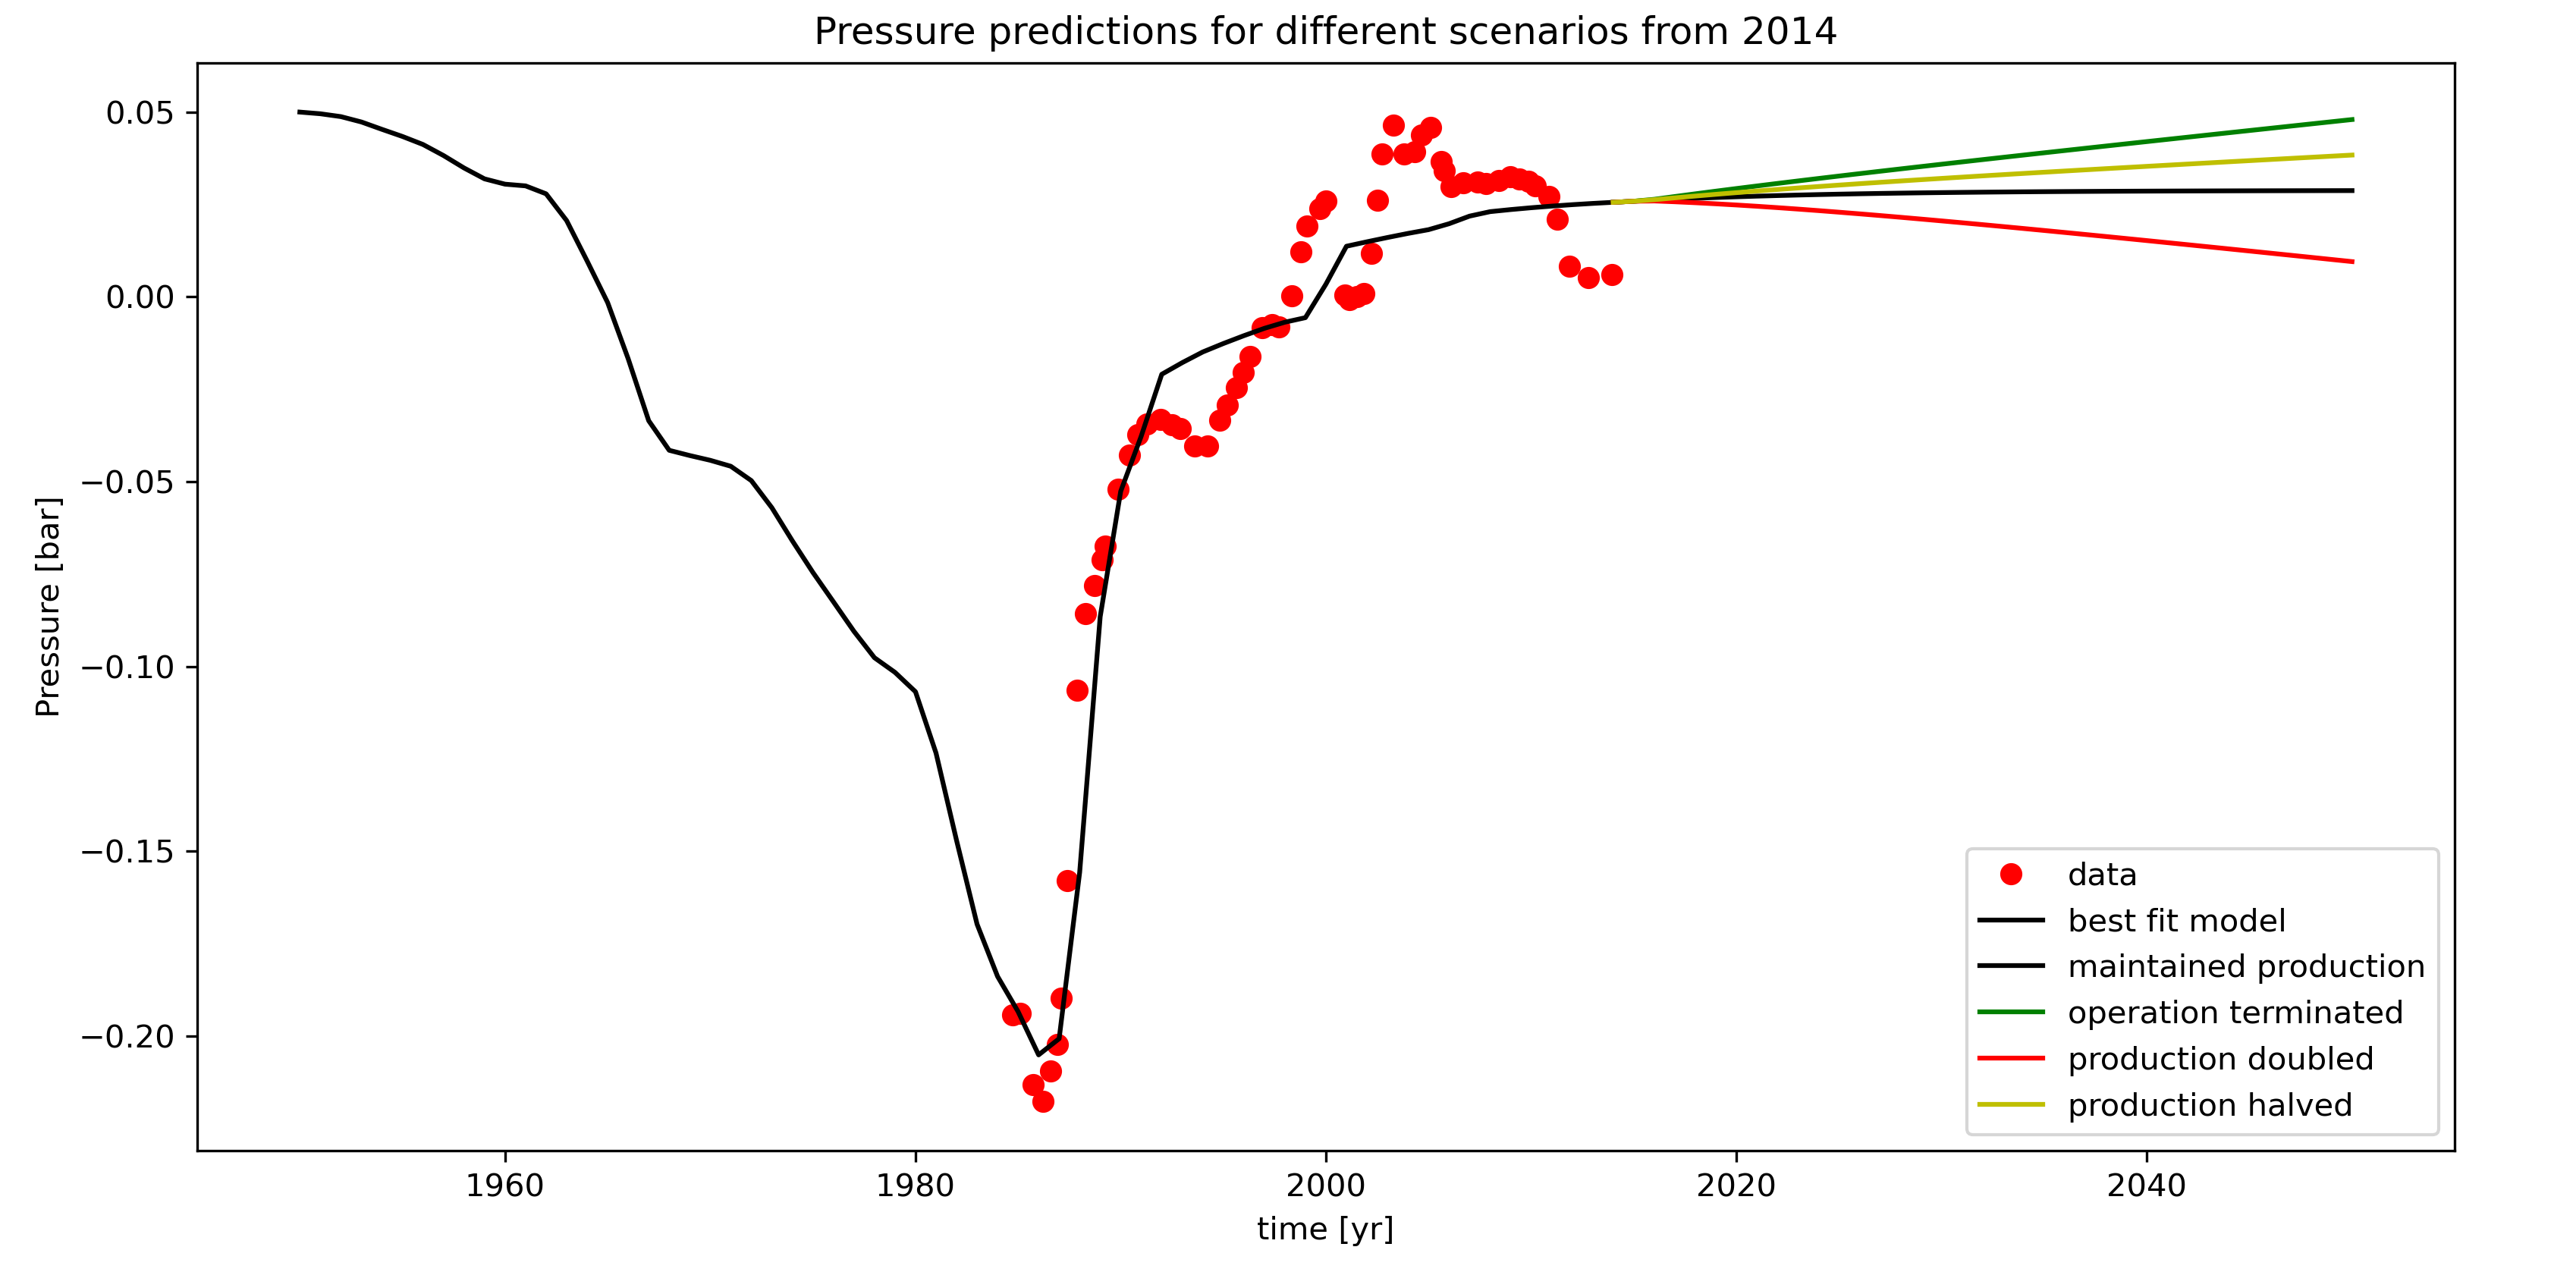 Pressure predictions for different scenarios from 2014
Pressure [bar]
0.05
0.00
−0.05
−0.10
−0.15
−0.20
1960
1980
2000
2020
2040
time [yr]
data
best fit model
maintained production
operation terminated
production doubled
production halved